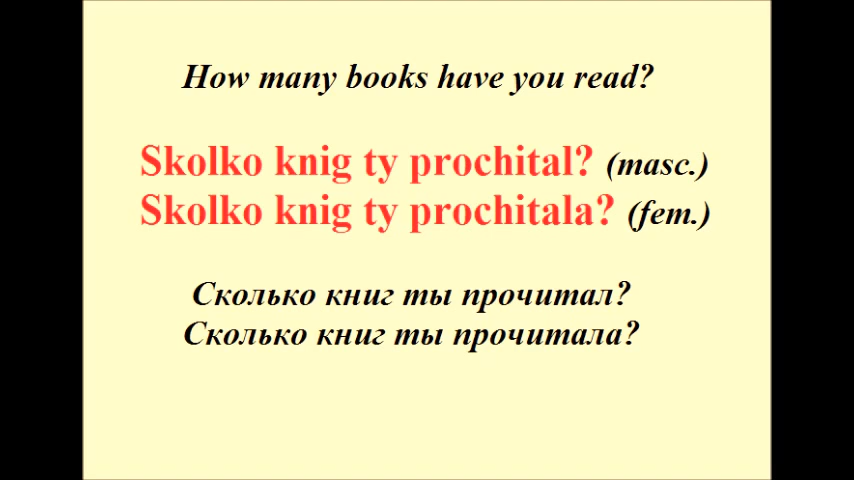 How many books have you read?
Skolko knig ty prochital? (masc.)
Skolko knig ty prochitala? (fem.)
Сколько книг ты прочитал?
Сколько книг ты прочитала?